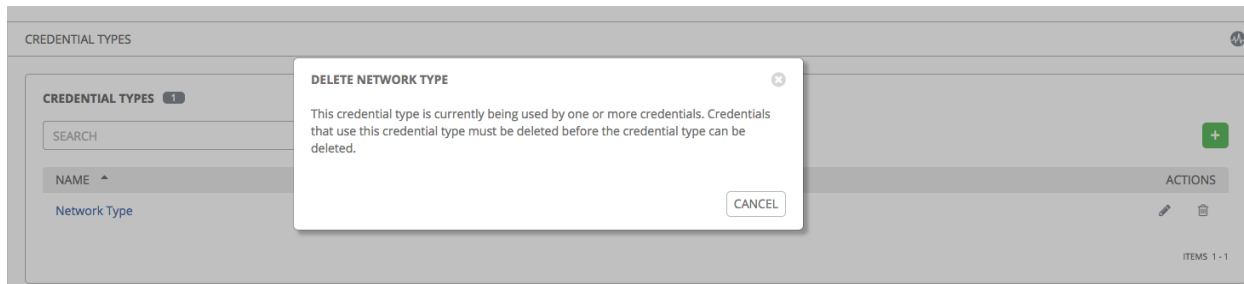 CREDENTIAL TYPES
DELETE NETWORK TYPE
CREDENTIAL TYPES 1
This credential type is currently being used by one or more credentials. Credentials
that use this credential type must be deleted before the credential type can be
deleted.
SEARCH
+
NAME
ACTIONS
CANCEL
Network Type
ITEMS 1 - 1